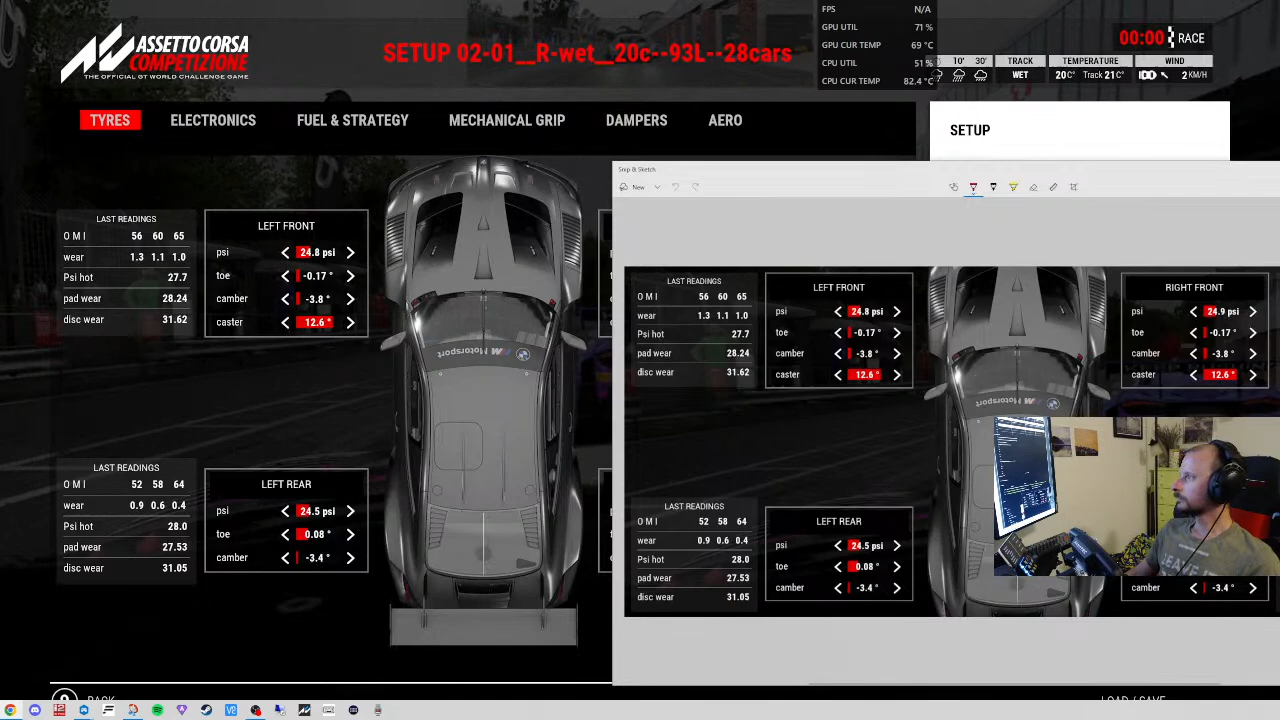 ASSETTO CORSA
COMPETIZIONE
THE OFFICIAL GT WORLD CHALLENGE GAME
SETUP 02-01__R-wet__20c--93L--28cars
FPS N/A
GPU UTIL 71 %
GPU CUR TEMP 69 °C
CPU UTIL 51 %
CPU CUR TEMP 82.4 °C
00:00 RACE
10' 30' TRACK TEMPERATURE WIND
WET 20C° Track 21C° 2 KM/H
TYRES ELECTRONICS FUEL & STRATEGY MECHANICAL GRIP DAMPERS AERO
SETUP
LAST READINGS
O M I 56 60 65
wear 1.3 1.1 1.0
Psi hot 27.7
pad wear 28.24
disc wear 31.62
LEFT FRONT
psi 24.8 psi
toe -0.17 °
camber -3.8 °
caster 12.6 °
Motorsport
LAST READINGS
O M I 52 58 64
wear 0.9 0.6 0.4
Psi hot 28.0
pad wear 27.53
disc wear 31.05
LEFT REAR
psi 24.5 psi
toe 0.08 °
camber -3.4 °
Snip & Sketch
New
LAST READINGS
O M I 56 60 65
wear 1.3 1.1 1.0
Psi hot 27.7
pad wear 28.24
disc wear 31.62
LEFT FRONT
psi 24.8 psi
toe -0.17 °
camber -3.8 °
caster 12.6 °
RIGHT FRONT
psi 24.9 psi
toe -0.17 °
camber -3.8 °
caster 12.6 °
Motorsport
LAST READINGS
O M I 52 58 64
wear 0.9 0.6 0.4
Psi hot 28.0
pad wear 27.53
disc wear 31.05
LEFT REAR
psi 24.5 psi
toe 0.08 °
camber -3.4 °
camber -3.4 °
BACK
LOAD / SAVE